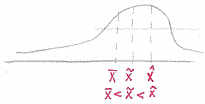 x̄ x̃ x̂
x̄ < x̃ < x̂